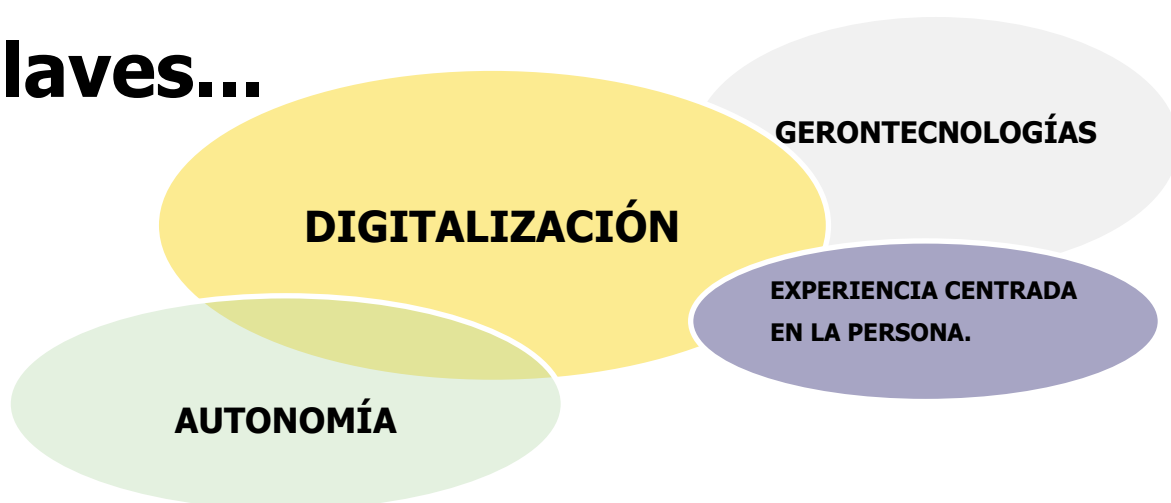 laves...
GERONTECNOLOGÍAS
DIGITALIZACIÓN
EXPERIENCIA CENTRADA
EN LA PERSONA.
AUTONOMÍA